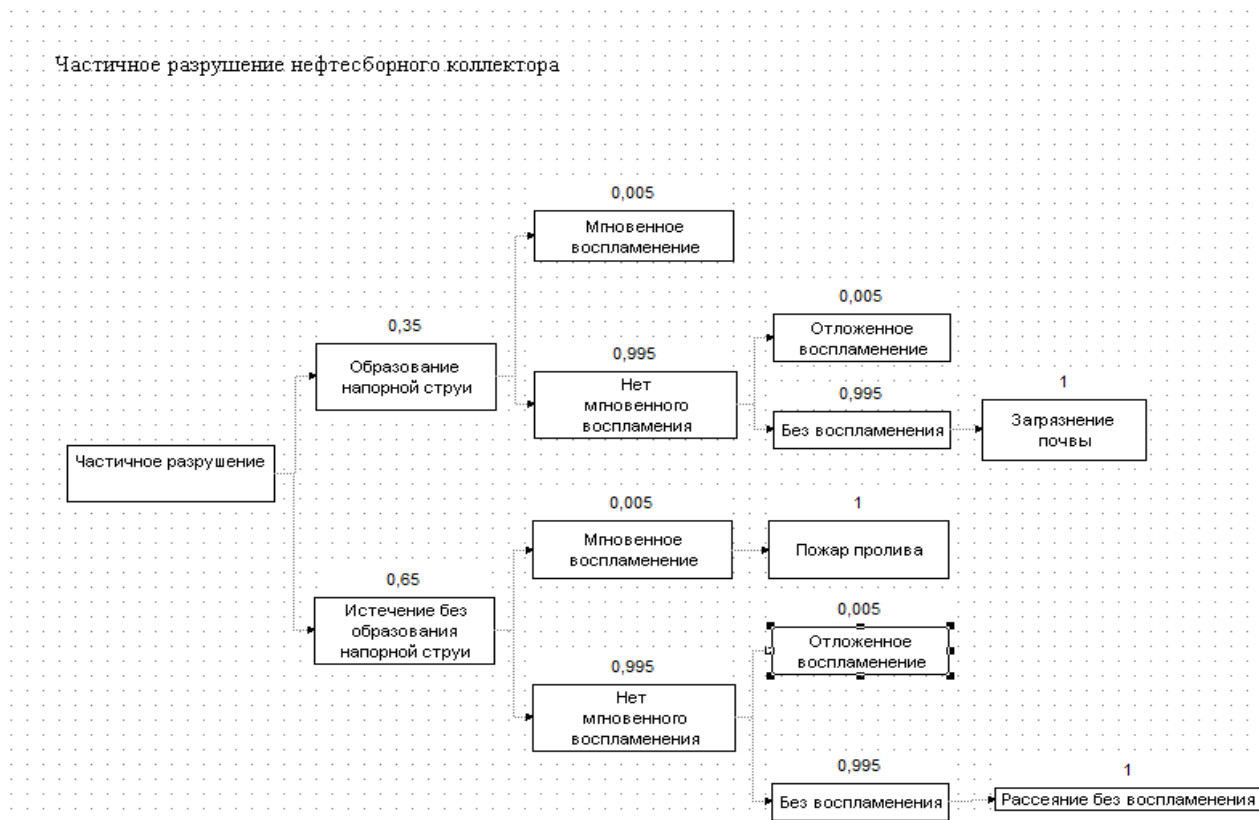 Частичное разрушение нефтесборного коллектора
0,005
Мгновенное
воспламенение
0,005
Отложенное
воспламенение
0,35
Образование
напорной струи
0,995
Нет
мгновенного
воспламения
0,995
Без воспламенения
1
Загрязнение
почвы
Частичное разрушение
0,005
Мгновенное
воспламенение
1
Пожар пролива
0,65
Истечение без
образования
напорной струи
0,005
Отложенное
воспламенение
0,995
Нет
мгновенного
воспламенения
0,995
Без воспламенения
1
Рассеяние без воспламенения